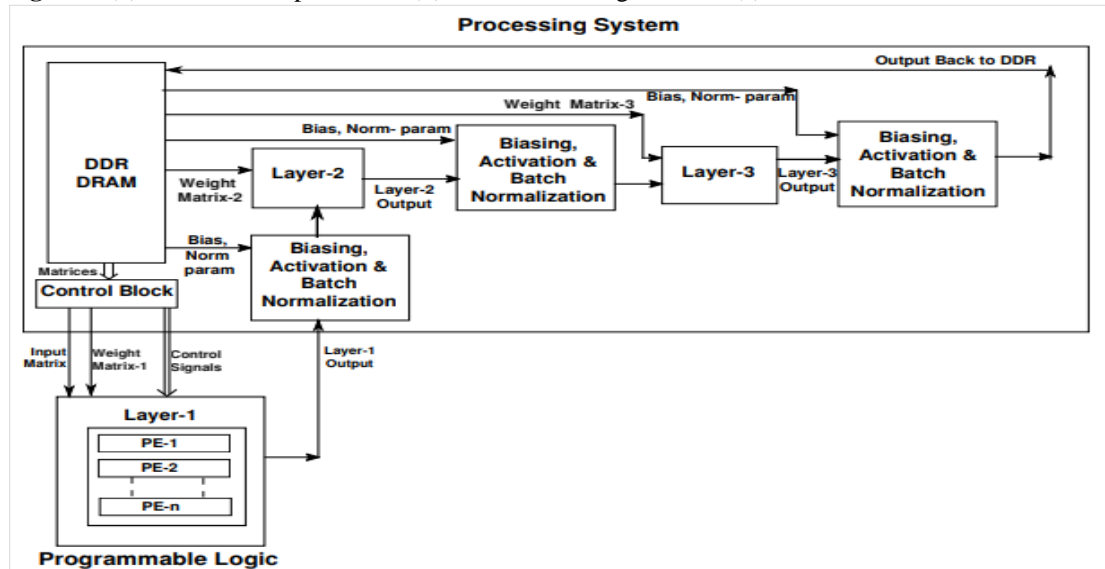 Processing System
Output Back to DDR
Bias, Norm- param
Weight Matrix-3
Bias, Norm- param
DDR
DRAM
Weight
Matrix-2
Layer-2
Layer-2
Output
Biasing,
Activation &
Batch
Normalization
Layer-3
Layer-3
Output
Biasing,
Activation &
Batch
Normalization
Bias,
Norm
param
Biasing,
Activation &
Batch
Normalization
Matrices
Control Block
Input
Matrix
Weight
Matrix-1
Control
Signals
Layer-1
Output
Layer-1
PE-1
PE-2
PE-n
Programmable Logic